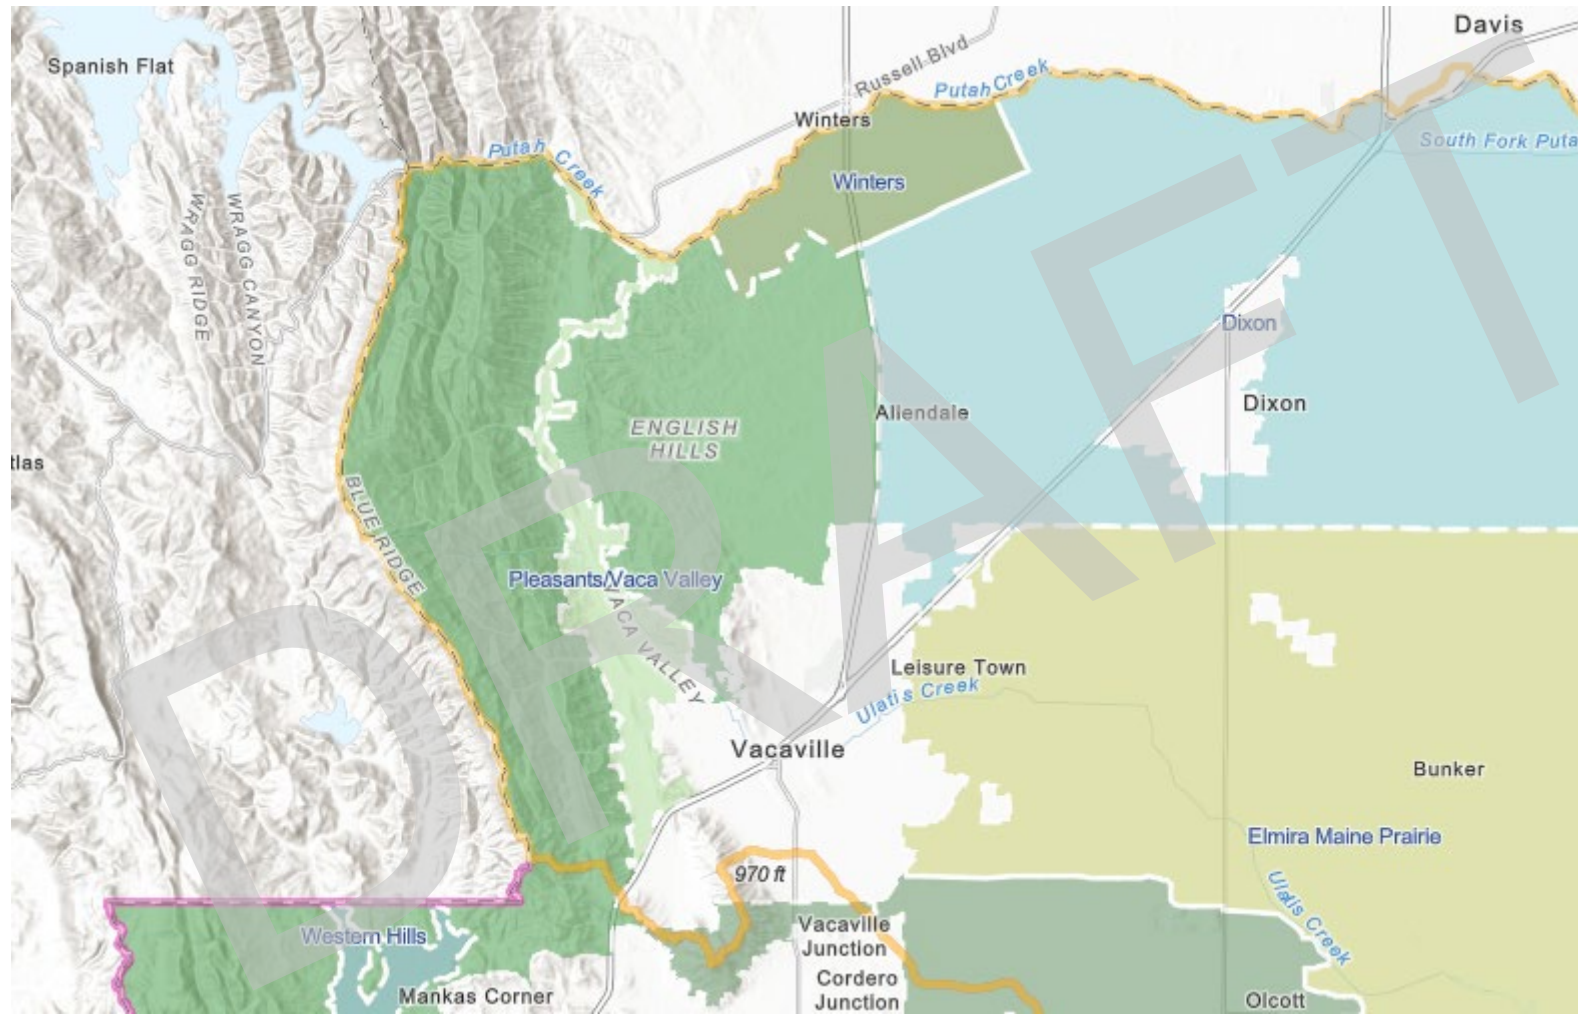 Davis
Spanish Flat
Russell Blvd
Putah Creek
Winters
South Fork Puta
Putah Creek
Winters
WRAGG RIDGE
WRAGG CANYON
Dixon
Dixon
Allendale
ENGLISH
HILLS
tlas
BLUE RIDGE
Pleasants/Vaca Valley
VACA VALLEY
Leisure Town
Ulatis Creek
Vacaville
Bunker
Elmira Maine Prairie
970 ft
Ulatis Creek
Vacaville
Junction
Western Hills
Cordero
Junction
Mankas Corner
Olcott
DRAFT